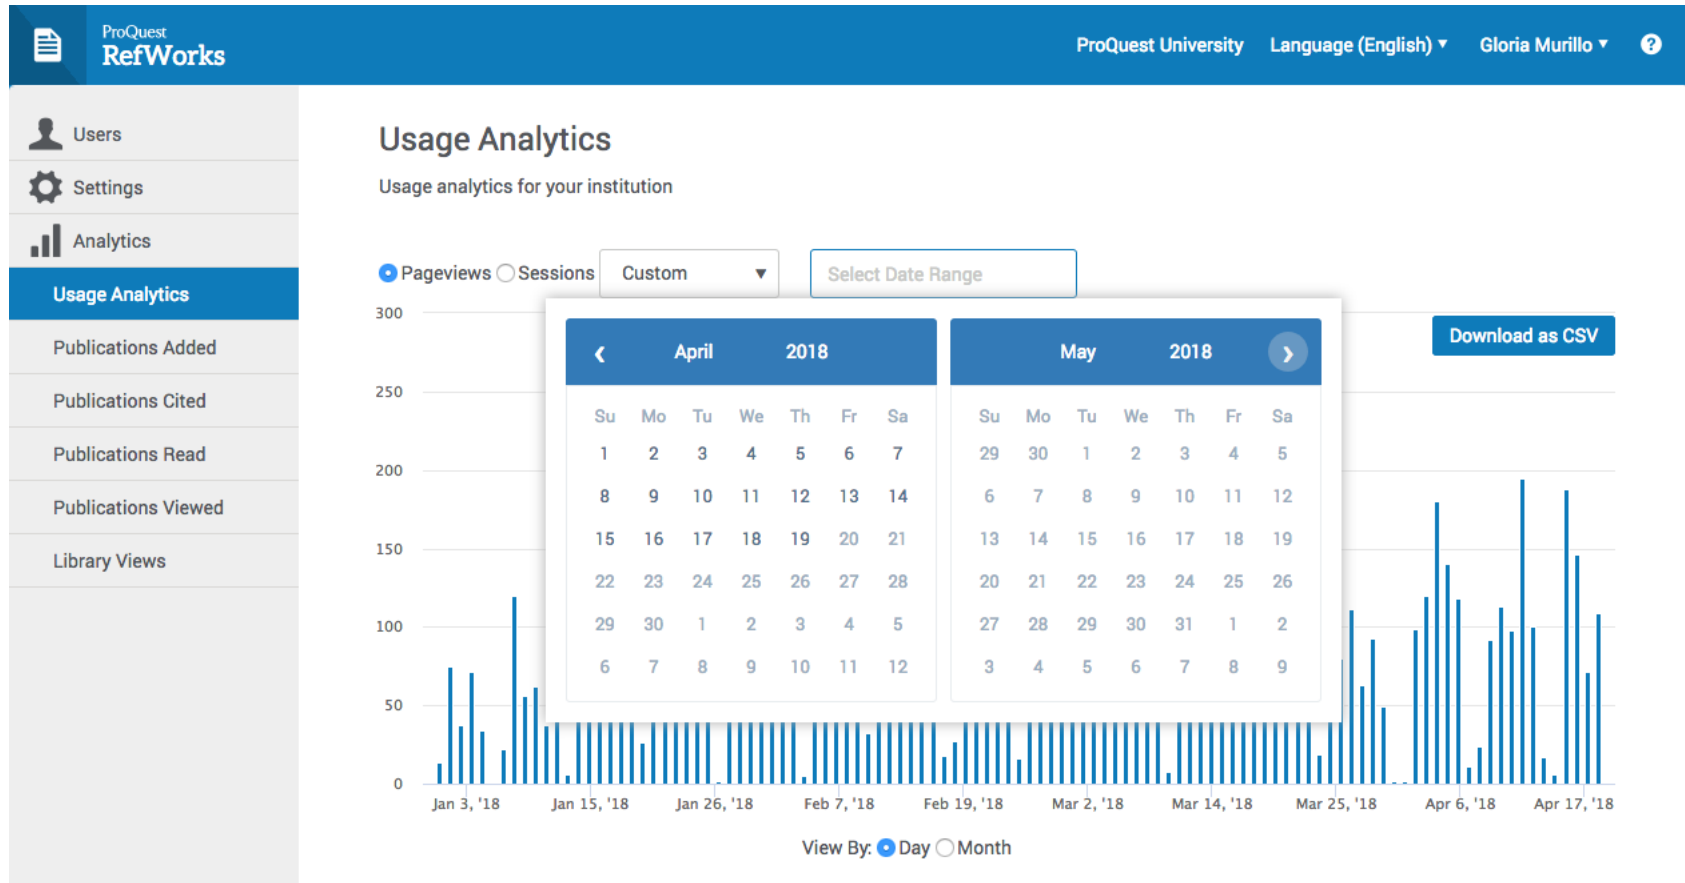 ProQuest
RefWorks
ProQuest University Language (English) Gloria Murillo ?
Users
Settings
Analytics
Usage Analytics
Publications Added
Publications Cited
Publications Read
Publications Viewed
Library Views
Usage Analytics
Usage analytics for your institution
Pageviews Sessions Custom Select Date Range
Download as CSV
300
250
200
150
100
50
0
April 2018
Su Mo Tu We Th Fr Sa
1 2 3 4 5 6 7
8 9 10 11 12 13 14
15 16 17 18 19 20 21
22 23 24 25 26 27 28
29 30 1 2 3 4 5
6 7 8 9 10 11 12
May 2018
Su Mo Tu We Th Fr Sa
29 30 1 2 3 4 5
6 7 8 9 10 11 12
13 14 15 16 17 18 19
20 21 22 23 24 25 26
27 28 29 30 31 1 2
3 4 5 6 7 8 9
Jan 3, '18 Jan 15, '18 Jan 26, '18 Feb 7, '18 Feb 19, '18 Mar 2, '18 Mar 14, '18 Mar 25, '18 Apr 6, '18 Apr 17, '18
View By: Day Month